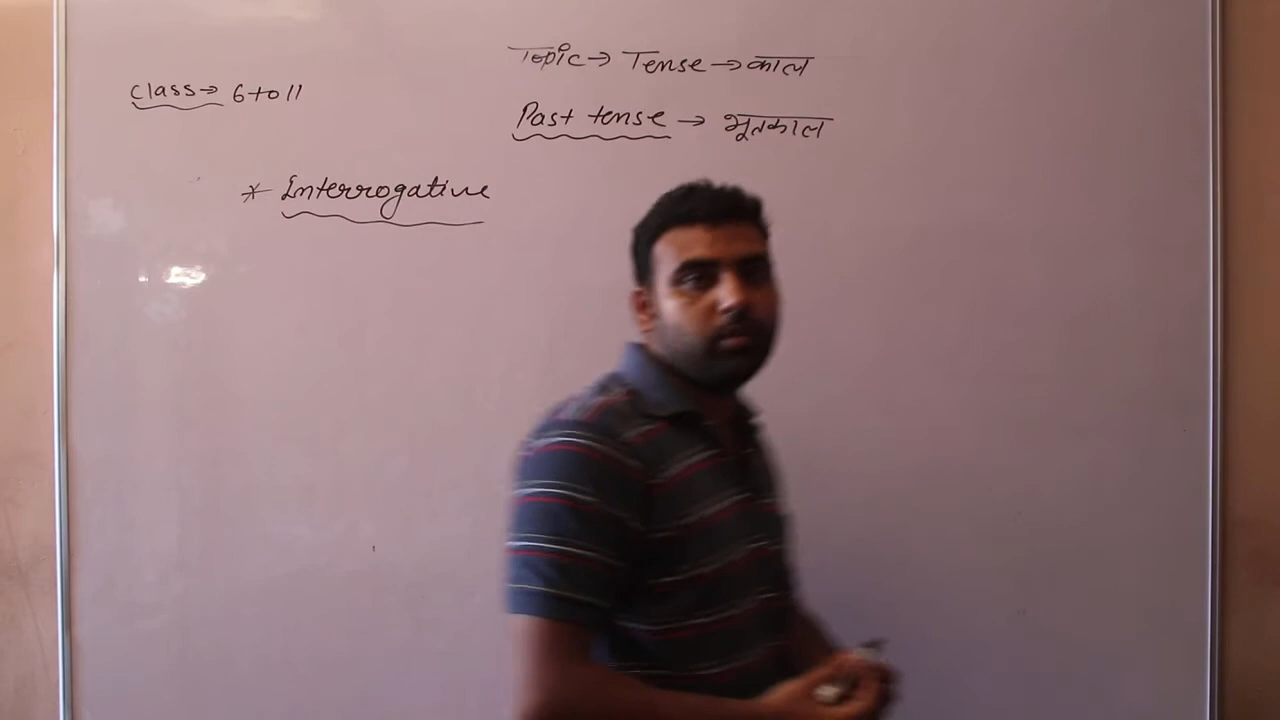 Topic → Tense → काल
Class → 6 to 11
Past tense → भूतकाल
* Interrogative